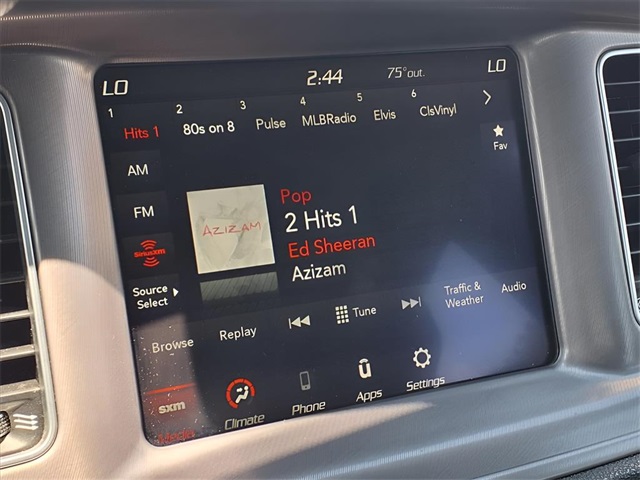 LO 2:44 75° out. LO
1 Hits 1 2 80s on 8 3 Pulse 4 MLBRadio 5 Elvis 6 ClsVinyl
Fav
AM
FM
SiriusXM
Source
Select
AZIZAM
Pop
2 Hits 1
Ed Sheeran
Azizam
Browse Replay Tune
Traffic &
Weather
Audio
sxm
Media
Climate Phone Apps Settings